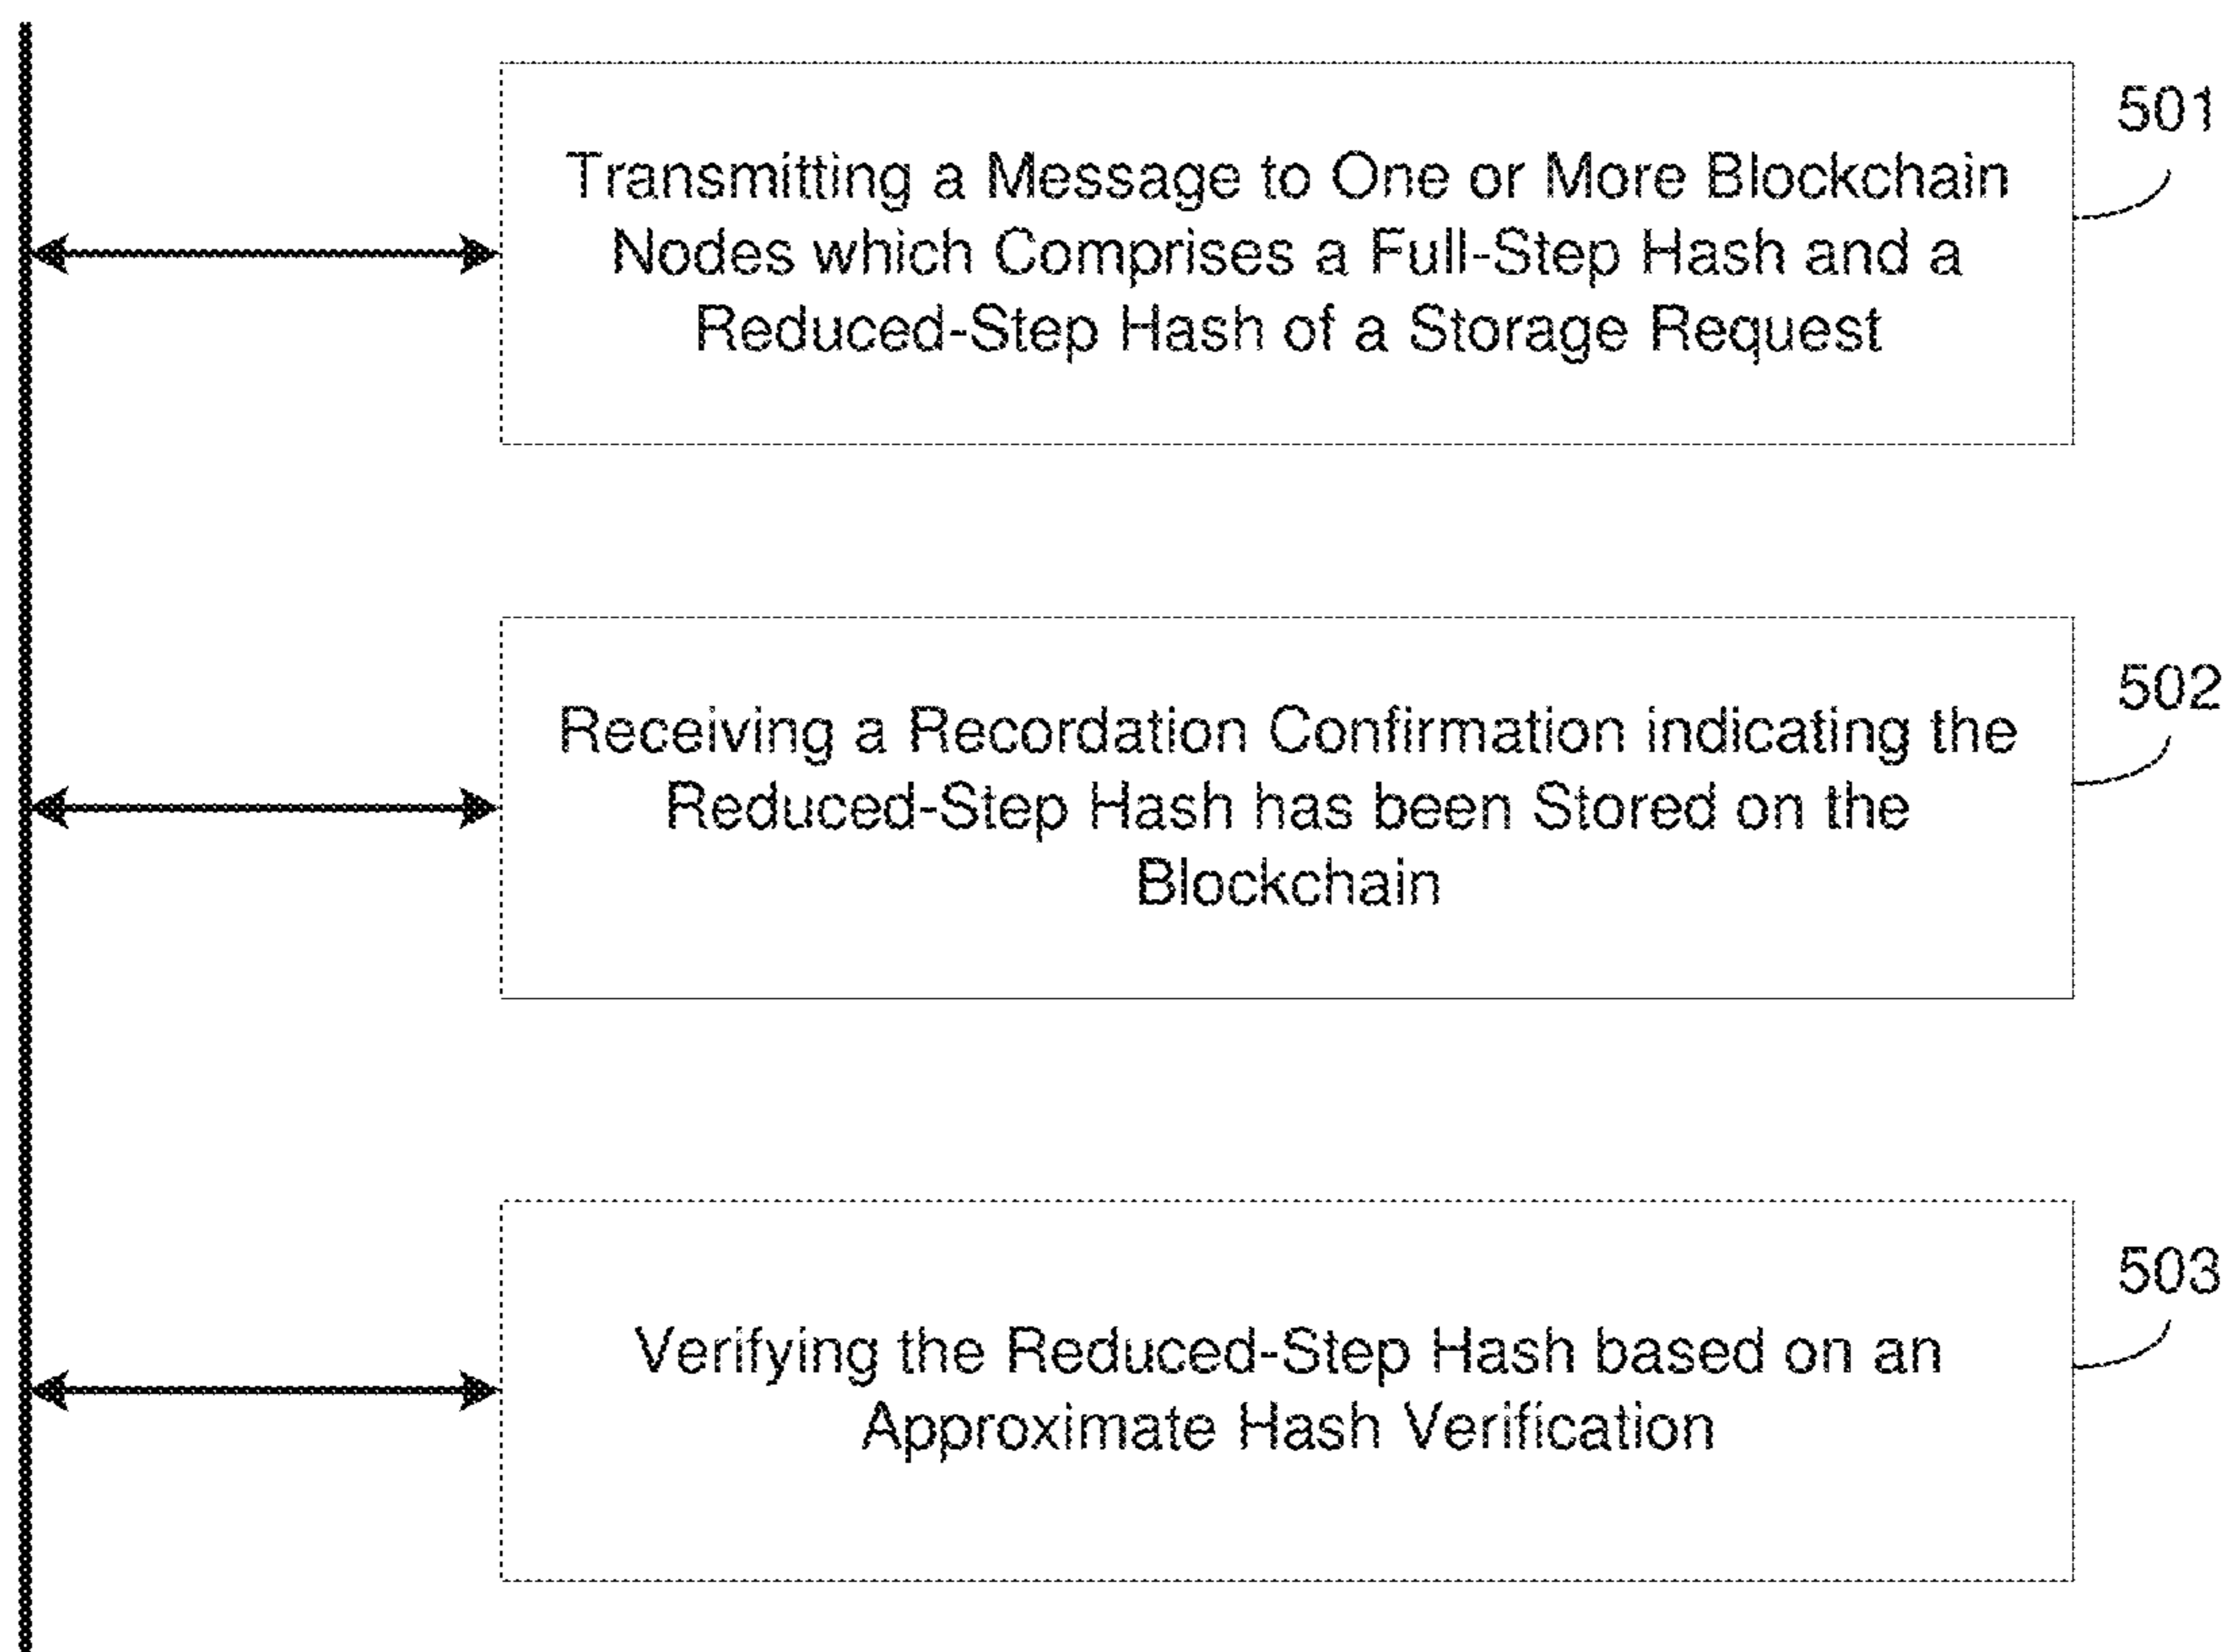 501
Transmitting a Message to One or More Blockchain
Nodes which Comprises a Full-Step Hash and a
Reduced-Step Hash of a Storage Request
502
Receiving a Recordation Confirmation indicating the
Reduced-Step Hash has been Stored on the
Blockchain
503
Verifying the Reduced-Step Hash based on an
Approximate Hash Verification